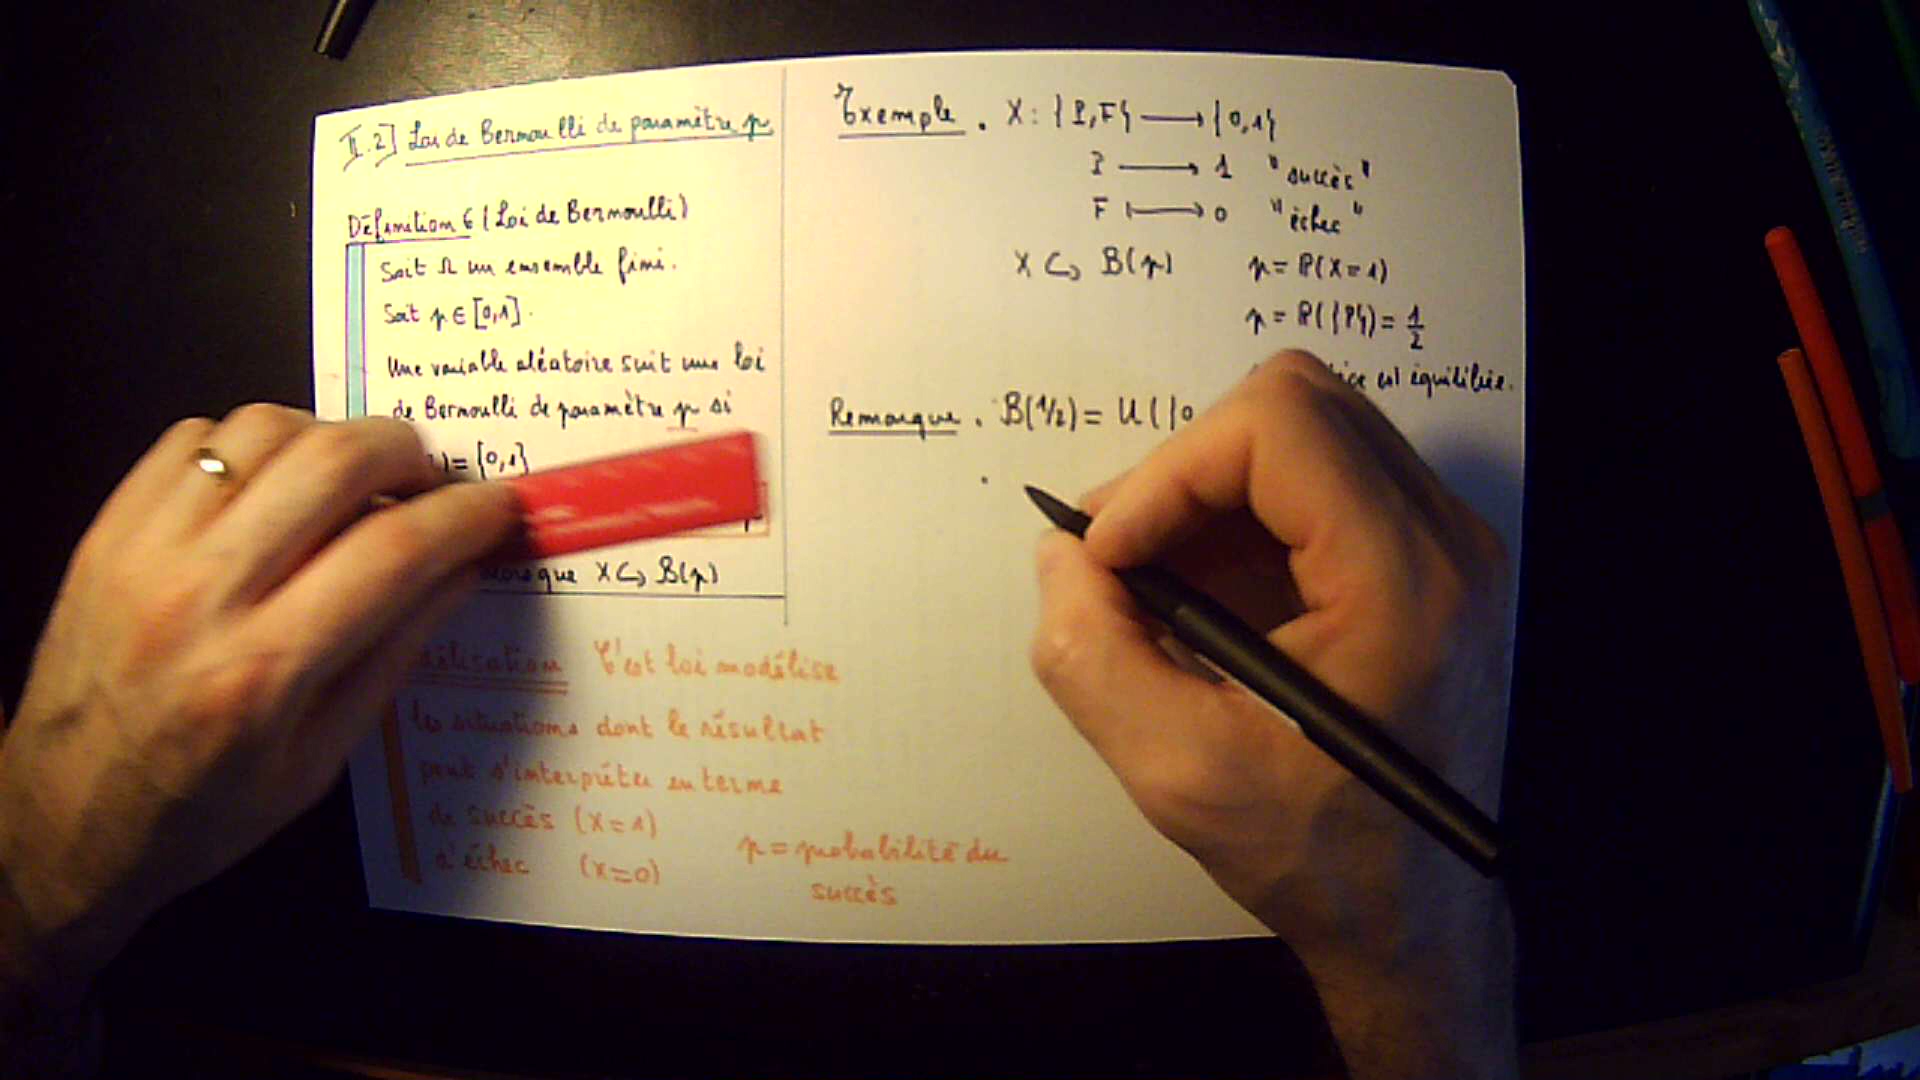 II.2] Loi de Bernoulli de paramètre p
Définition 6 (Loi de Bernoulli)
Soit Ω un ensemble fini.
Soit p ∈ [0,1].
Une variable aléatoire suit une loi
de Bernoulli de paramètre p si
)= {0,1}
que X ↪ B(p)
C'est loi modélise
les situations dont le résultat
peut s'interpréter en terme
de succès (X=1)
d'échec (X=0)
p = probabilité du
succès
Exemple . X : {P,F} ⟶ {0,1}
P ⟶ 1 "succès"
F ⟼ 0 "échec"
X ↪ B(p) p = P(X=1)
p = P({P}) = 1/2
est équilibrée.
Remarque . B(1/2) = U({0
.